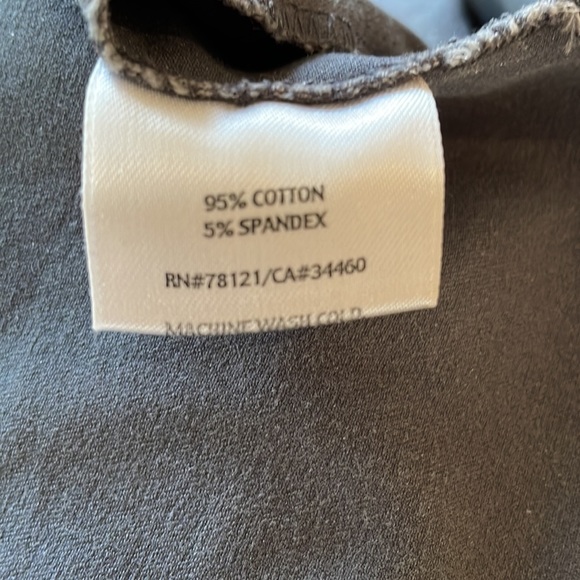 95% COTTON
5% SPANDEX
RN#78121/CA#34460
MACHINE WASH COLD